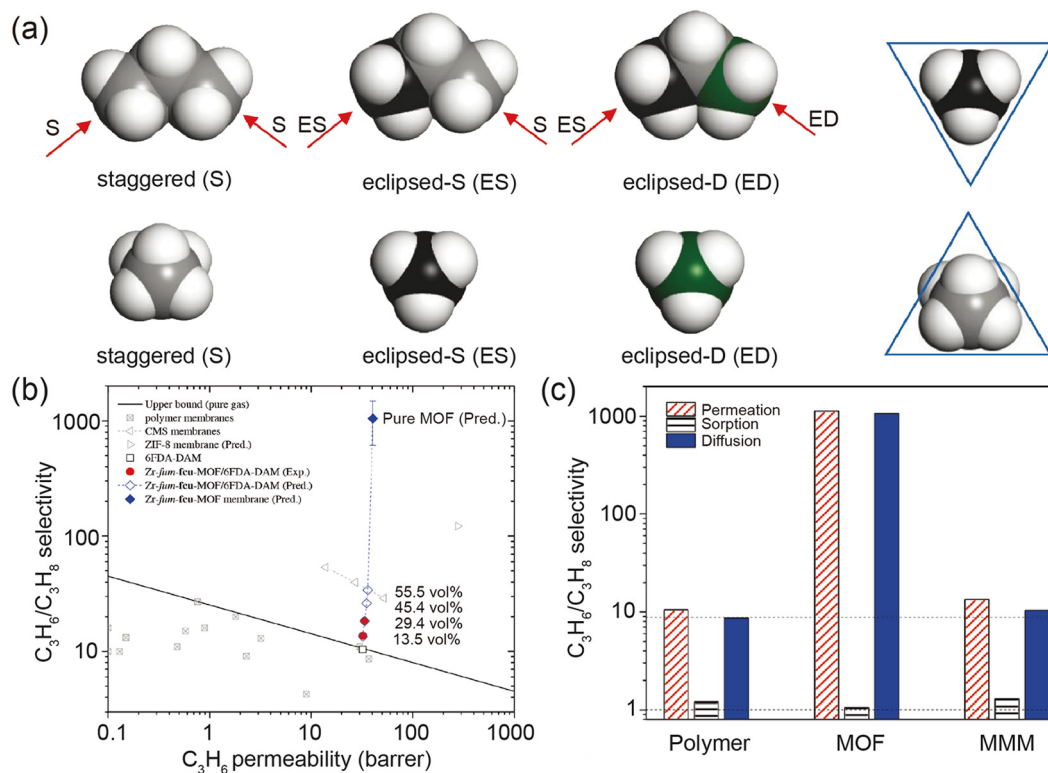 (a)
S
S
ES
S
ES
ED
staggered (S)
eclipsed-S (ES)
eclipsed-D (ED)
staggered (S)
eclipsed-S (ES)
eclipsed-D (ED)
(b)
1000
100
10
C3H6/C3H8 selectivity
Upper bound (pure gas)
polymer membranes
CMS membranes
ZIF-8 membrane (Pred.)
6FDA-DAM
Zr-fum-fcu-MOF/6FDA-DAM (Exp.)
Zr-fum-fcu-MOF/6FDA-DAM (Pred.)
Zr-fum-fcu-MOF membrane (Pred.)
Pure MOF (Pred.)
55.5 vol%
45.4 vol%
29.4 vol%
13.5 vol%
0.1
1
10
100
1000
C3H6 permeability (barrer)
(c)
1000
100
10
1
C3H6/C3H8 selectivity
Permeation
Sorption
Diffusion
Polymer
MOF
MMM